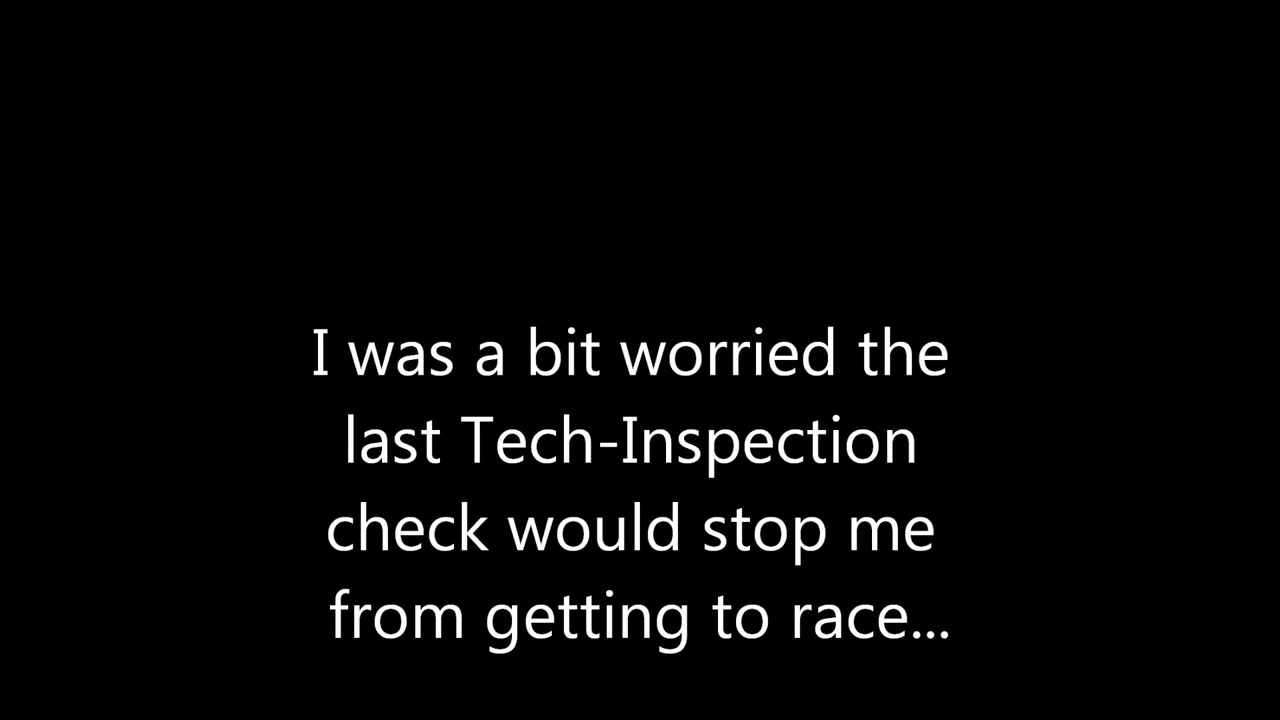 I was a bit worried the
last Tech-Inspection
check would stop me
from getting to race...